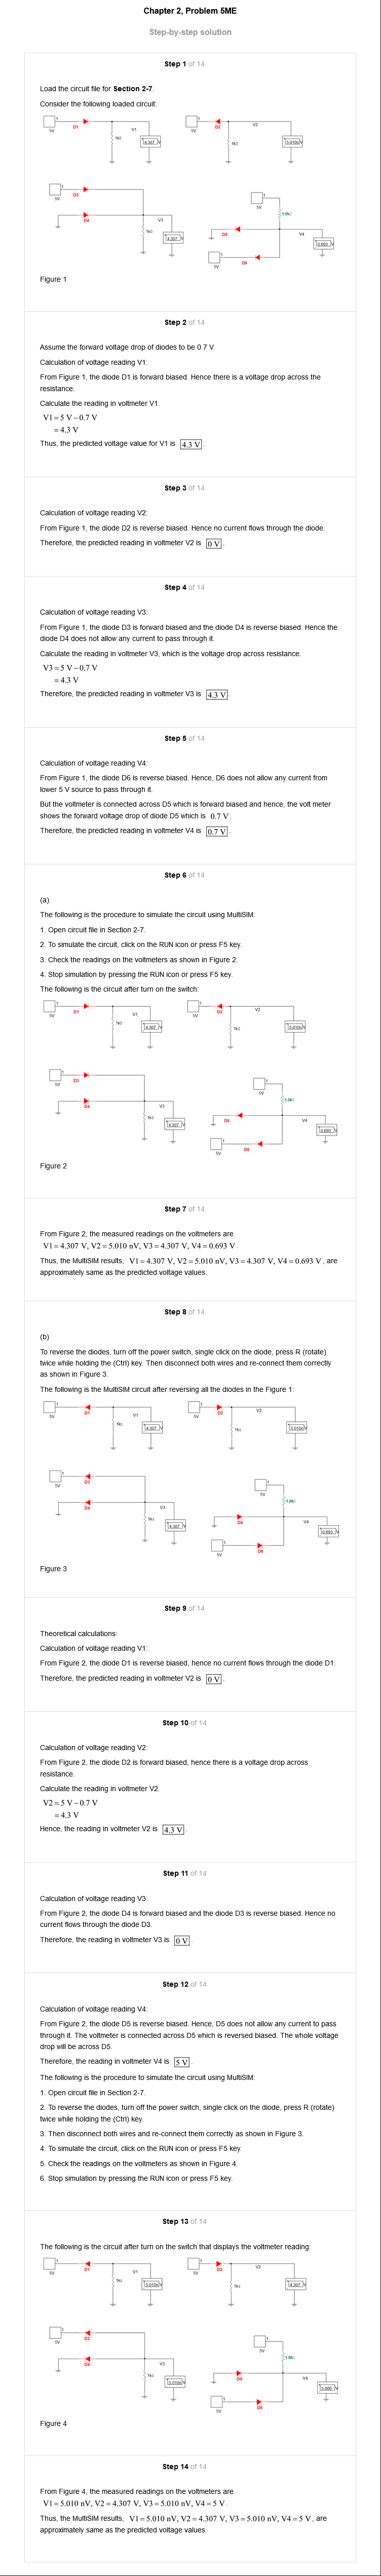 Chapter 2, Problem 5ME
Step-by-step solution
Step 1 of 14
Load the circuit file for Section 2-7.
Consider the following loaded circuit:
1
5V
D1
V1
1kΩ
4.307 V
1
5V
D2
V2
1kΩ
5.010n V
1
5V
D3
D4
V3
1kΩ
4.307 V
1
5V
1.0kΩ
D5
V4
0.693 V
1
5V
D6
Figure 1
Step 2 of 14
Assume the forward voltage drop of diodes to be 0.7 V.
Calculation of voltage reading V1:
From Figure 1, the diode D1 is forward biased. Hence there is a voltage drop across the
resistance.
Calculate the reading in voltmeter V1.
V1 = 5 V − 0.7 V
= 4.3 V
Thus, the predicted voltage value for V1 is 4.3 V.
Step 3 of 14
Calculation of voltage reading V2:
From Figure 1, the diode D2 is reverse biased. Hence no current flows through the diode.
Therefore, the predicted reading in voltmeter V2 is 0 V.
Step 4 of 14
Calculation of voltage reading V3:
From Figure 1, the diode D3 is forward biased and the diode D4 is reverse biased. Hence the
diode D4 does not allow any current to pass through it.
Calculate the reading in voltmeter V3, which is the voltage drop across resistance.
V3 = 5 V − 0.7 V
= 4.3 V
Therefore, the predicted reading in voltmeter V3 is 4.3 V.
Step 5 of 14
Calculation of voltage reading V4:
From Figure 1, the diode D6 is reverse biased. Hence, D6 does not allow any current from
lower 5 V source to pass through it.
But the voltmeter is connected across D5 which is forward biased and hence, the volt meter
shows the forward voltage drop of diode D5 which is 0.7 V.
Therefore, the predicted reading in voltmeter V4 is 0.7 V.
Step 6 of 14
(a)
The following is the procedure to simulate the circuit using MultiSIM:
1. Open circuit file in Section 2-7.
2. To simulate the circuit, click on the RUN icon or press F5 key.
3. Check the readings on the voltmeters as shown in Figure 2.
4. Stop simulation by pressing the RUN icon or press F5 key.
The following is the circuit after turn on the switch:
1
5V
D1
V1
1kΩ
4.307 V
1
5V
D2
V2
1kΩ
5.010n V
1
5V
D3
D4
V3
1kΩ
4.307 V
1
5V
1.0kΩ
D5
V4
0.693 V
1
5V
D6
Figure 2
Step 7 of 14
From Figure 2, the measured readings on the voltmeters are
V1 = 4.307 V, V2 = 5.010 nV, V3 = 4.307 V, V4 = 0.693 V.
Thus, the MultiSIM results, V1 = 4.307 V, V2 = 5.010 nV, V3 = 4.307 V, V4 = 0.693 V, are
approximately same as the predicted voltage values.
Step 8 of 14
(b)
To reverse the diodes, turn off the power switch, single click on the diode, press R (rotate)
twice while holding the (Ctrl) key. Then disconnect both wires and re-connect them correctly
as shown in Figure 3.
The following is the MultiSIM circuit after reversing all the diodes in the Figure 1:
1
5V
D1
V1
1kΩ
4.307 V
1
5V
D2
V2
1kΩ
5.010n V
1
5V
D3
D4
V3
1kΩ
4.307 V
1
5V
1.0kΩ
D5
V4
0.693 V
1
5V
D6
Figure 3
Step 9 of 14
Theoretical calculations:
Calculation of voltage reading V1:
From Figure 2, the diode D1 is reverse biased, hence no current flows through the diode D1.
Therefore, the predicted reading in voltmeter V2 is 0 V.
Step 10 of 14
Calculation of voltage reading V2:
From Figure 2, the diode D2 is forward biased, hence there is a voltage drop across
resistance.
Calculate the reading in voltmeter V2.
V2 = 5 V − 0.7 V
= 4.3 V
Hence, the reading in voltmeter V2 is 4.3 V.
Step 11 of 14
Calculation of voltage reading V3:
From Figure 2, the diode D4 is forward biased and the diode D3 is reverse biased. Hence no
current flows through the diode D3.
Therefore, the reading in voltmeter V3 is 0 V.
Step 12 of 14
Calculation of voltage reading V4:
From Figure 2, the diode D5 is reverse biased. Hence, D5 does not allow any current to pass
through it. The voltmeter is connected across D5 which is reversed biased. The whole voltage
drop will be across D5.
Therefore, the reading in voltmeter V4 is 5 V.
The following is the procedure to simulate the circuit using MultiSIM:
1. Open circuit file in Section 2-7.
2. To reverse the diodes, turn off the power switch, single click on the diode, press R (rotate)
twice while holding the (Ctrl) key.
3. Then disconnect both wires and re-connect them correctly as shown in Figure 3.
4. To simulate the circuit, click on the RUN icon or press F5 key.
5. Check the readings on the voltmeters as shown in Figure 4.
6. Stop simulation by pressing the RUN icon or press F5 key.
Step 13 of 14
The following is the circuit after turn on the switch that displays the voltmeter reading:
1
5V
D1
V1
1kΩ
5.010n V
1
5V
D2
V2
1kΩ
4.307 V
1
5V
D3
D4
V3
1kΩ
5.010n V
1
5V
1.0kΩ
D5
V4
5.000 V
1
5V
D6
Figure 4
Step 14 of 14
From Figure 4, the measured readings on the voltmeters are
V1 = 5.010 nV, V2 = 4.307 V, V3 = 5.010 nV, V4 = 5 V.
Thus, the MultiSIM results, V1 = 5.010 nV, V2 = 4.307 V, V3 = 5.010 nV, V4 = 5 V, are
approximately same as the predicted voltage values.